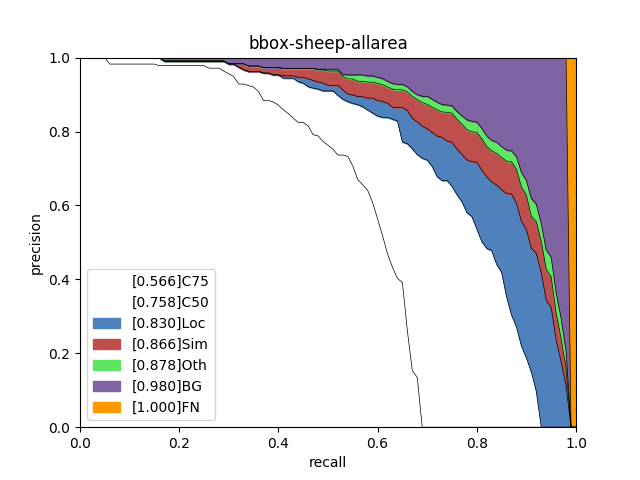 bbox-sheep-allarea
precision
1.0
0.8
0.6
0.4
0.2
0.0
[0.566]C75
[0.758]C50
[0.830]Loc
[0.866]Sim
[0.878]Oth
[0.980]BG
[1.000]FN
0.0 0.2 0.4 0.6 0.8 1.0
recall